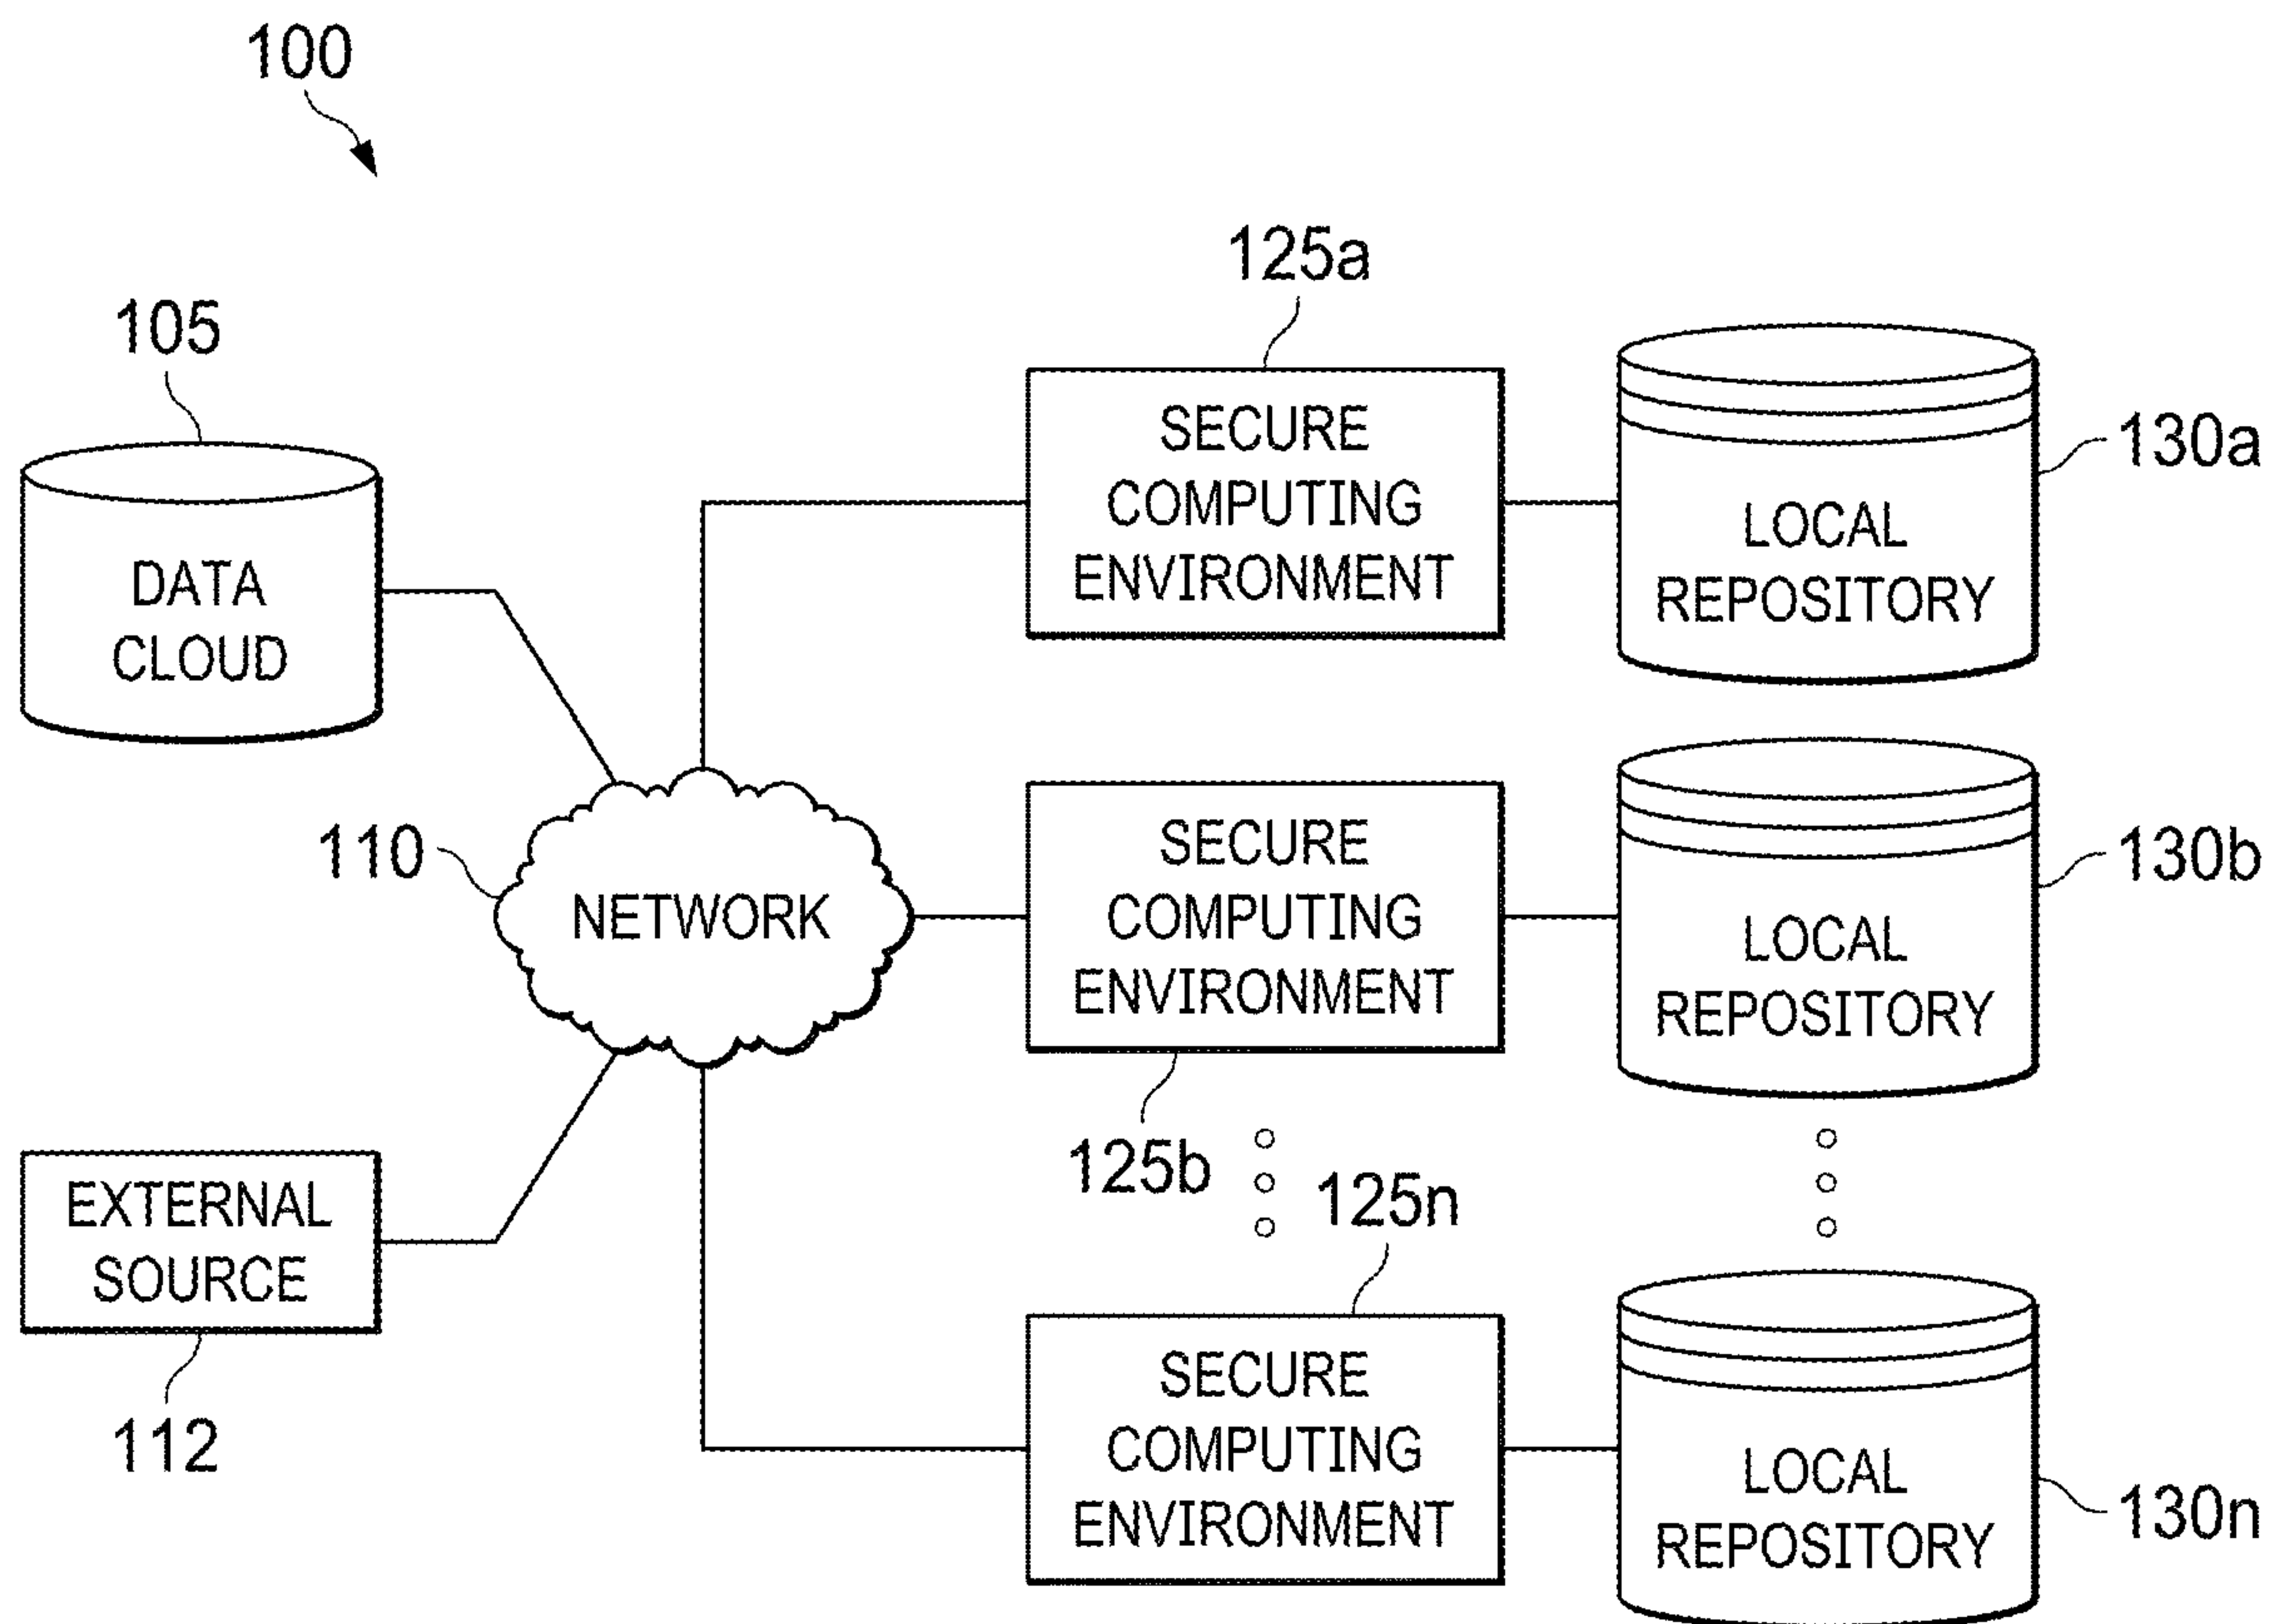 100
105
DATA
CLOUD
110
NETWORK
EXTERNAL
SOURCE
112
125a
SECURE
COMPUTING
ENVIRONMENT
LOCAL
REPOSITORY
130a
SECURE
COMPUTING
ENVIRONMENT
125b
LOCAL
REPOSITORY
130b
125n
SECURE
COMPUTING
ENVIRONMENT
LOCAL
REPOSITORY
130n